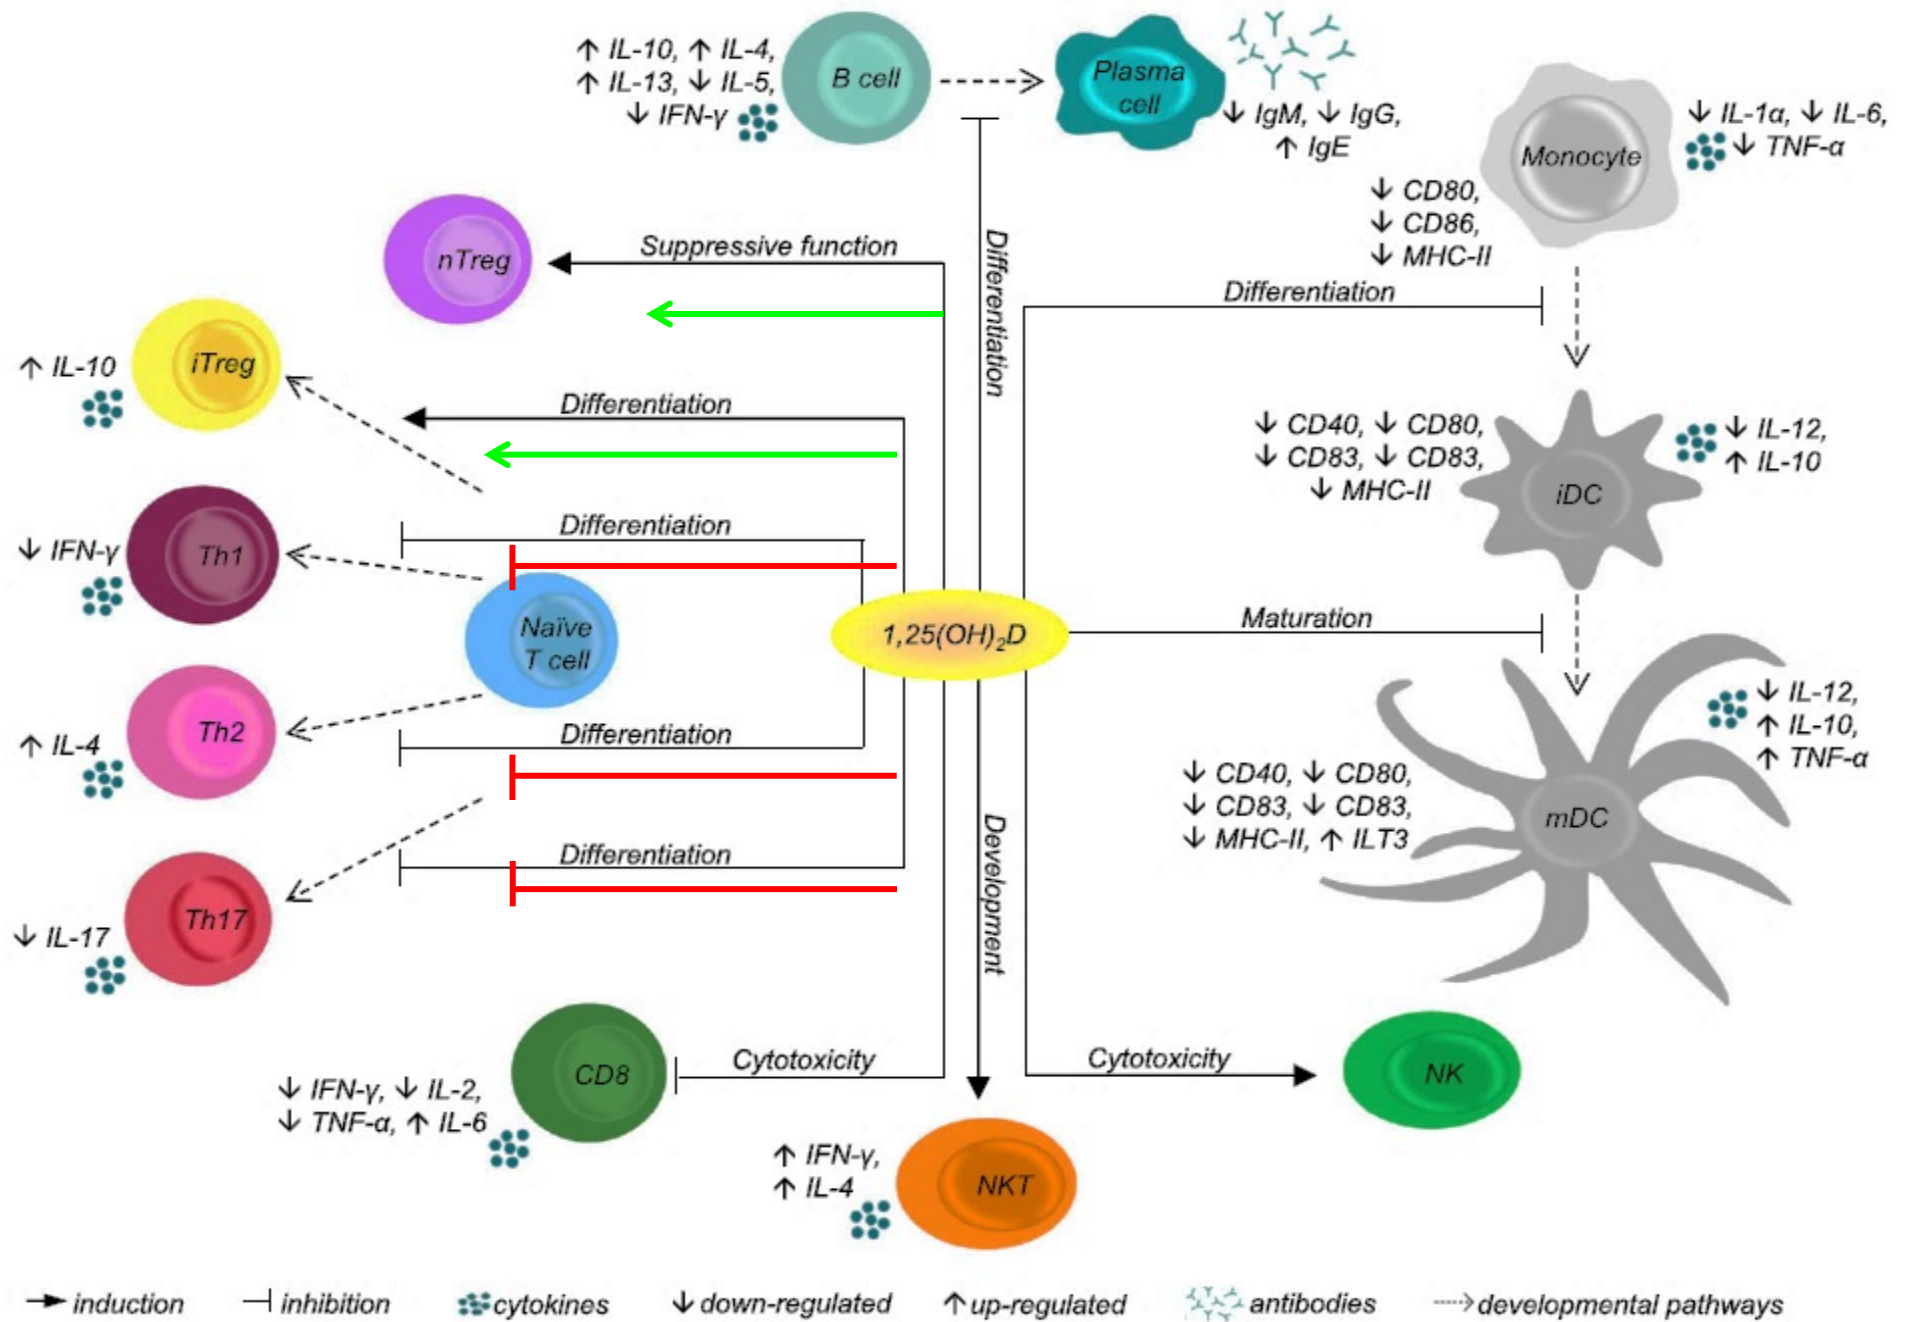 ↑ IL-10, ↑ IL-4,
↑ IL-13, ↓ IL-5,
↓ IFN-γ
B cell
Plasma
cell
↓ IgM, ↓ IgG,
↑ IgE
Monocyte
↓ IL-1α, ↓ IL-6,
↓ TNF-α
↓ CD80,
↓ CD86,
↓ MHC-II
nTreg
Suppressive function
Differentiation
Differentiation
iTreg
↑ IL-10
Differentiation
↓ CD40, ↓ CD80,
↓ CD83, ↓ CD83,
↓ MHC-II
iDC
↓ IL-12,
↑ IL-10
Th1
↓ IFN-γ
Differentiation
Naïve
T cell
1,25(OH)₂D
Maturation
Th2
↑ IL-4
Differentiation
↓ IL-12,
↑ IL-10,
↑ TNF-α
↓ CD40, ↓ CD80,
↓ CD83, ↓ CD83,
↓ MHC-II, ↑ ILT3
mDC
Differentiation
Development
Th17
↓ IL-17
CD8
Cytotoxicity
↓ IFN-γ, ↓ IL-2,
↓ TNF-α, ↑ IL-6
Cytotoxicity
NK
↑ IFN-γ,
↑ IL-4
NKT
induction
inhibition
cytokines
↓ down-regulated
↑ up-regulated
antibodies
developmental pathways